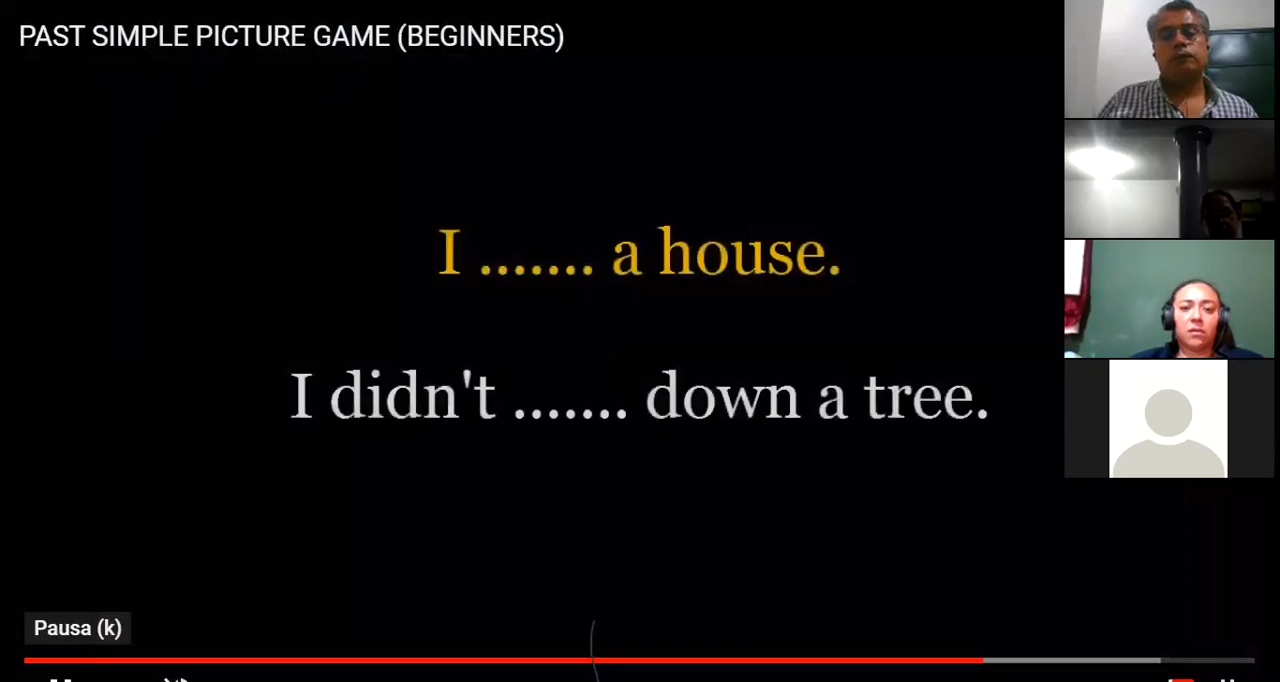 PAST SIMPLE PICTURE GAME (BEGINNERS)
I ....... a house.
I didn't ....... down a tree.
Pausa (k)